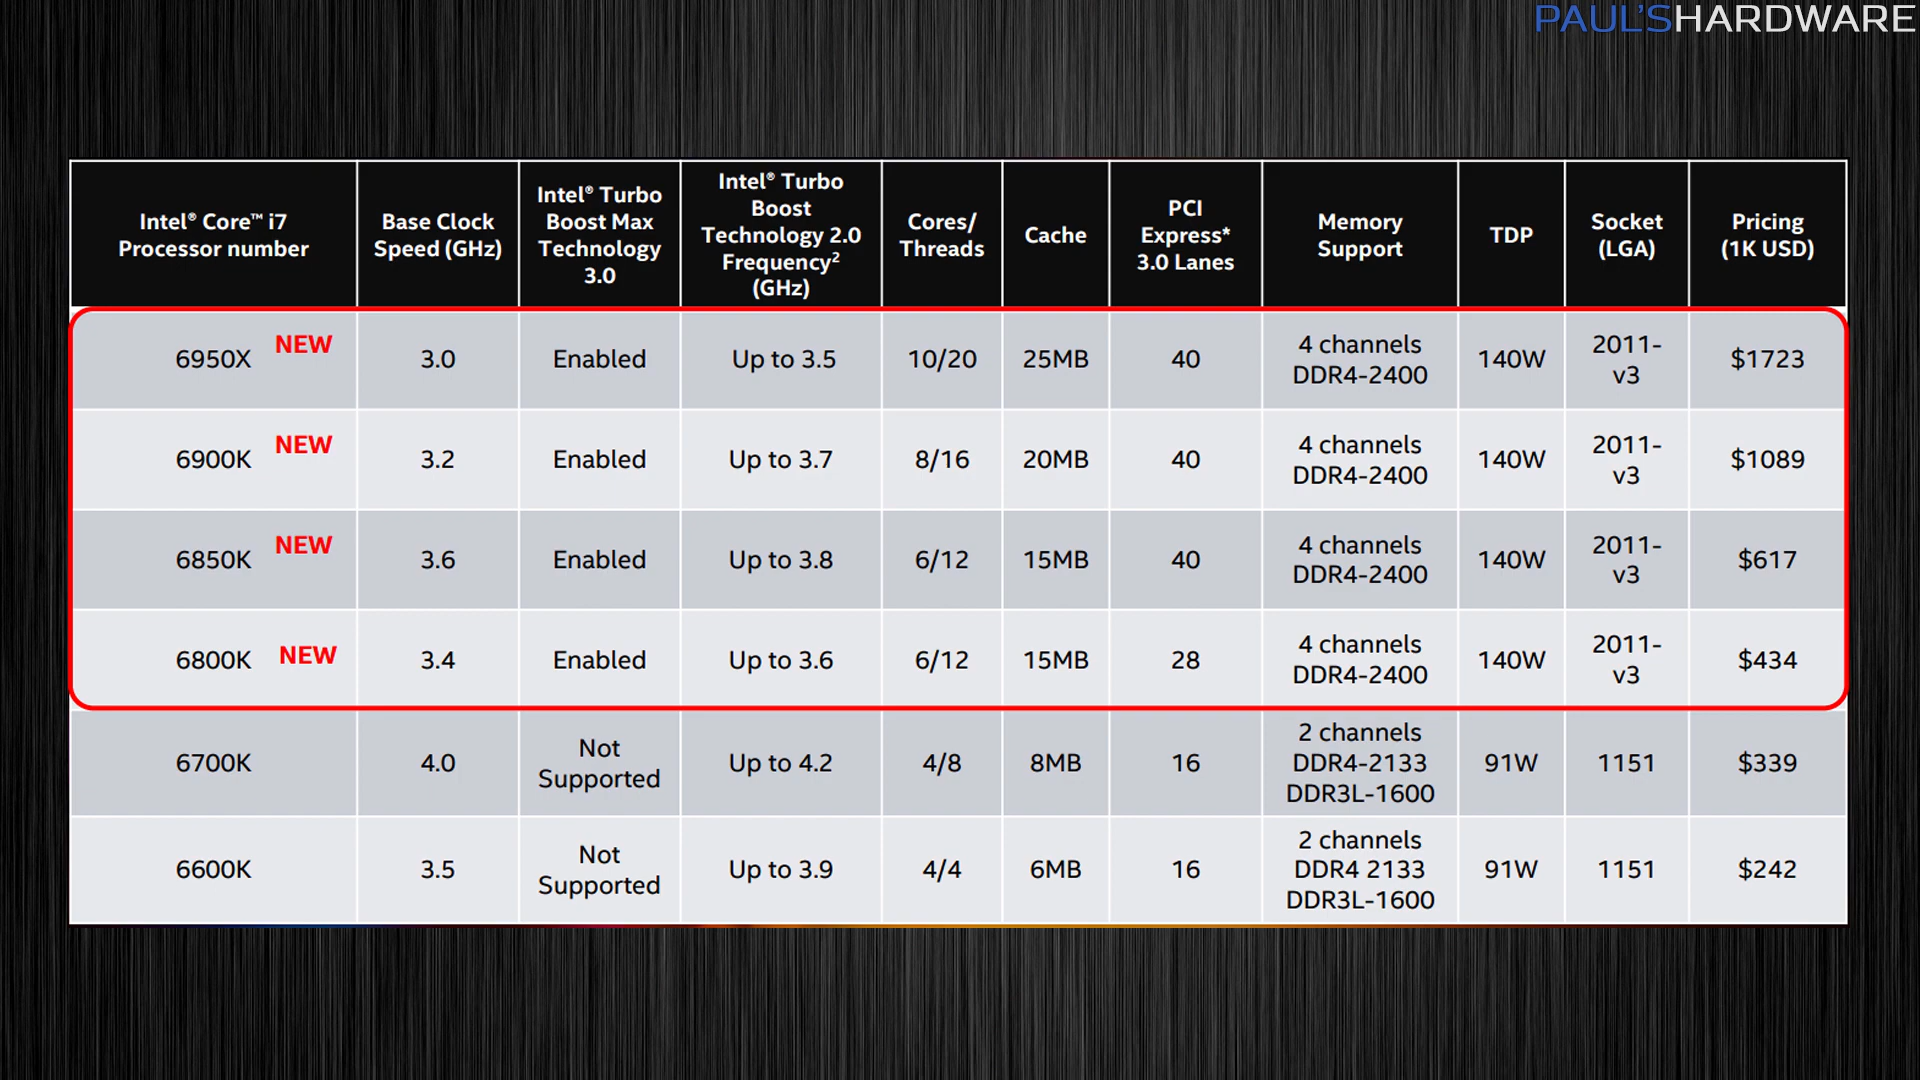 PAUL'SHARDWARE
Intel® Core™ i7
Processor number
Base Clock
Speed (GHz)
Intel® Turbo
Boost Max
Technology
3.0
Intel® Turbo
Boost
Technology 2.0
Frequency²
(GHz)
Cores/
Threads
Cache
PCI
Express*
3.0 Lanes
Memory
Support
TDP
Socket
(LGA)
Pricing
(1K USD)
6950X NEW
3.0
Enabled
Up to 3.5
10/20
25MB
40
4 channels
DDR4-2400
140W
2011-
v3
$1723
6900K NEW
3.2
Enabled
Up to 3.7
8/16
20MB
40
4 channels
DDR4-2400
140W
2011-
v3
$1089
6850K NEW
3.6
Enabled
Up to 3.8
6/12
15MB
40
4 channels
DDR4-2400
140W
2011-
v3
$617
6800K NEW
3.4
Enabled
Up to 3.6
6/12
15MB
28
4 channels
DDR4-2400
140W
2011-
v3
$434
6700K
4.0
Not
Supported
Up to 4.2
4/8
8MB
16
2 channels
DDR4-2133
DDR3L-1600
91W
1151
$339
6600K
3.5
Not
Supported
Up to 3.9
4/4
6MB
16
2 channels
DDR4 2133
DDR3L-1600
91W
1151
$242